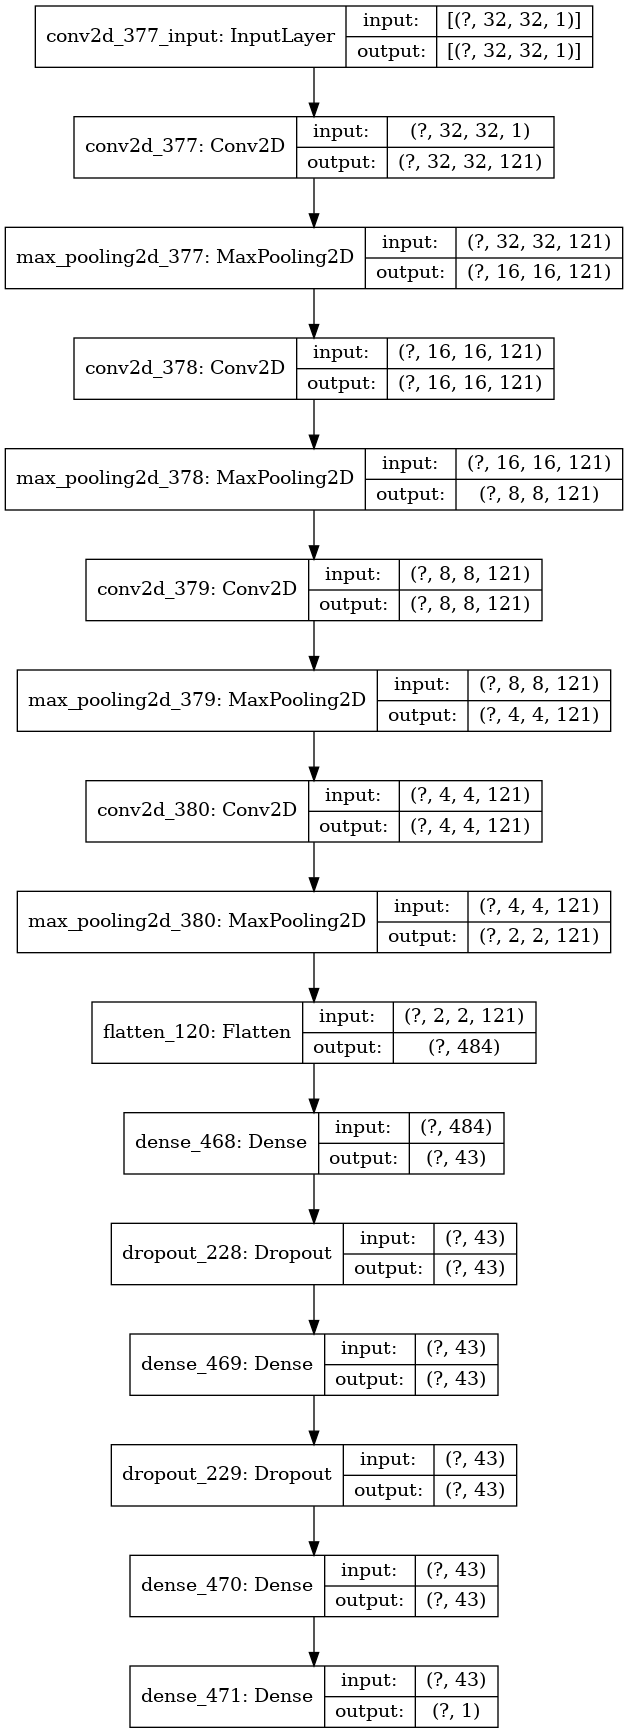 conv2d_377_input: InputLayer
input: [(?, 32, 32, 1)]
output: [(?, 32, 32, 1)]
conv2d_377: Conv2D
input: (?, 32, 32, 1)
output: (?, 32, 32, 121)
max_pooling2d_377: MaxPooling2D
input: (?, 32, 32, 121)
output: (?, 16, 16, 121)
conv2d_378: Conv2D
input: (?, 16, 16, 121)
output: (?, 16, 16, 121)
max_pooling2d_378: MaxPooling2D
input: (?, 16, 16, 121)
output: (?, 8, 8, 121)
conv2d_379: Conv2D
input: (?, 8, 8, 121)
output: (?, 8, 8, 121)
max_pooling2d_379: MaxPooling2D
input: (?, 8, 8, 121)
output: (?, 4, 4, 121)
conv2d_380: Conv2D
input: (?, 4, 4, 121)
output: (?, 4, 4, 121)
max_pooling2d_380: MaxPooling2D
input: (?, 4, 4, 121)
output: (?, 2, 2, 121)
flatten_120: Flatten
input: (?, 2, 2, 121)
output: (?, 484)
dense_468: Dense
input: (?, 484)
output: (?, 43)
dropout_228: Dropout
input: (?, 43)
output: (?, 43)
dense_469: Dense
input: (?, 43)
output: (?, 43)
dropout_229: Dropout
input: (?, 43)
output: (?, 43)
dense_470: Dense
input: (?, 43)
output: (?, 43)
dense_471: Dense
input: (?, 43)
output: (?, 1)